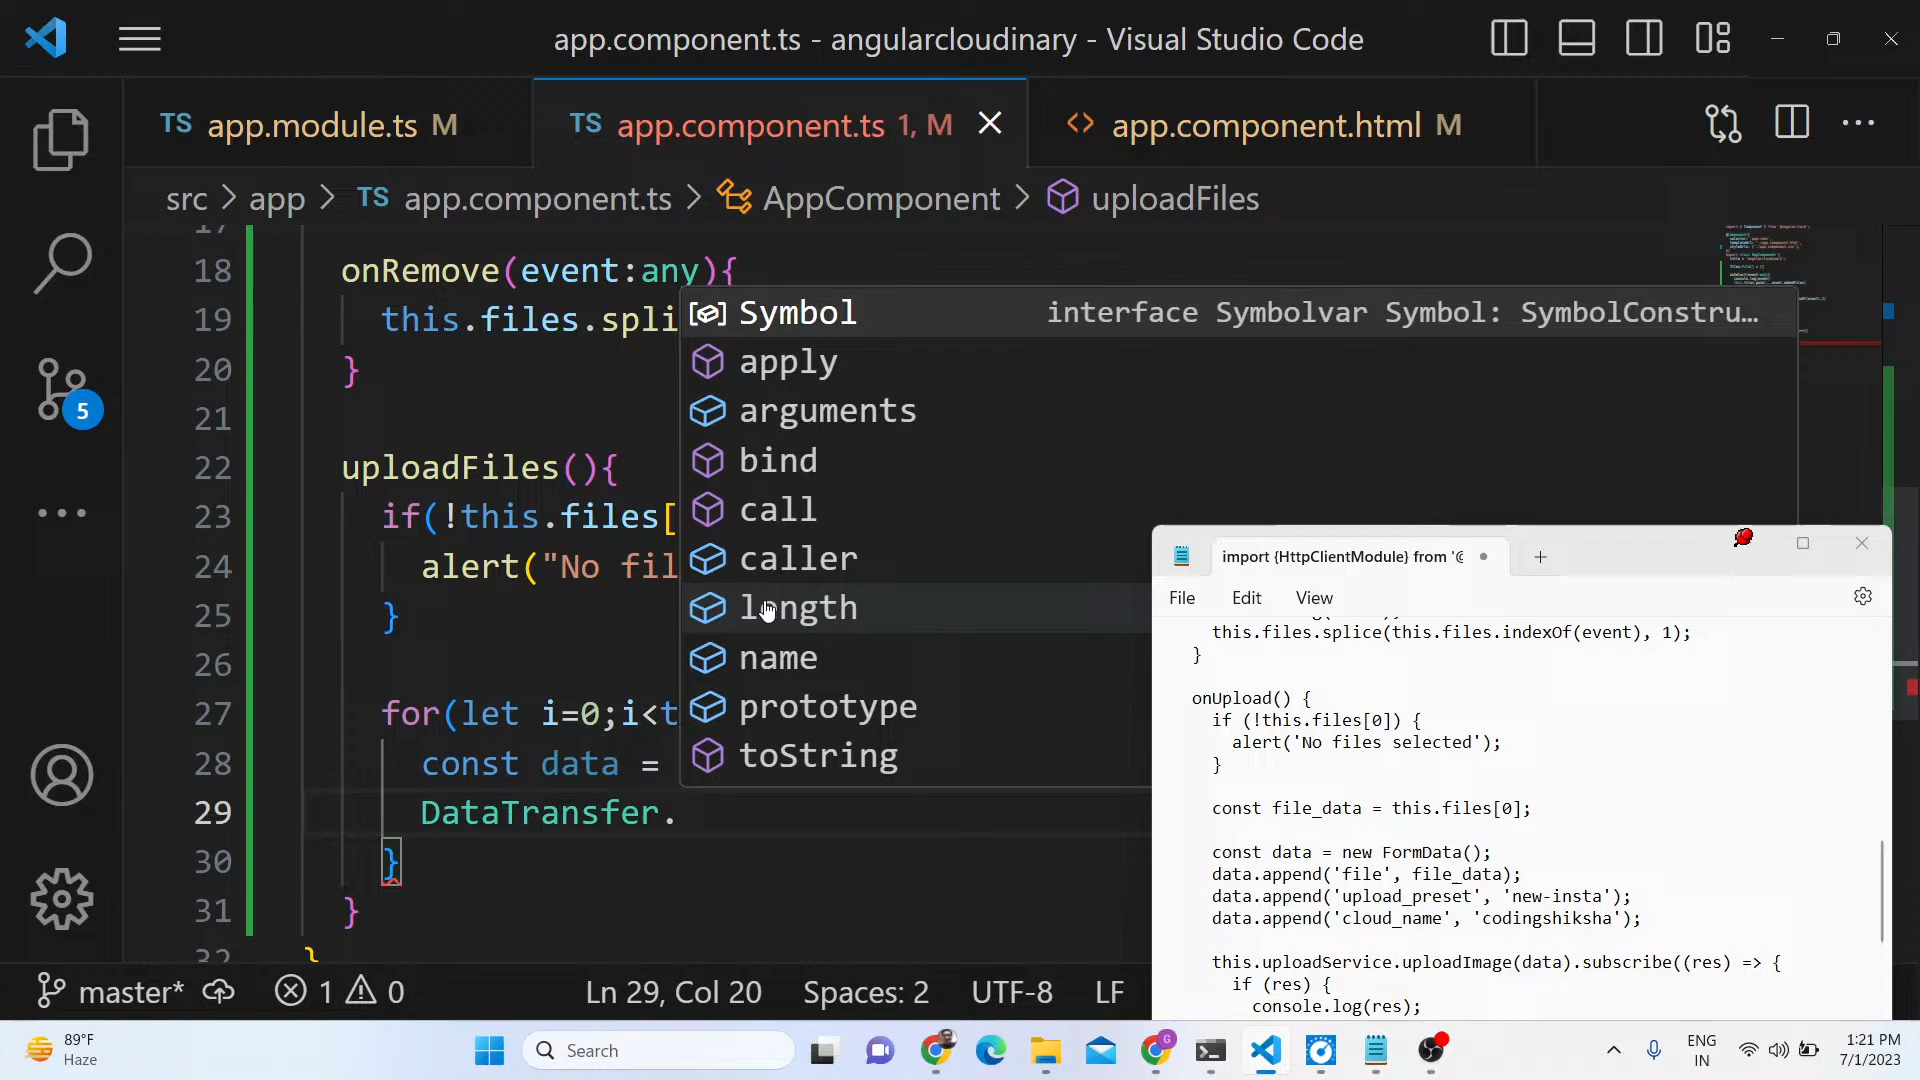 app.component.ts - angularcloudinary - Visual Studio Code
TS app.module.ts M
TS app.component.ts 1, M
<> app.component.html M
src > app > TS app.component.ts > AppComponent > uploadFiles
17
18 onRemove(event:any){
19 this.files.spli
20 }
21
22 uploadFiles(){
23 if(!this.files[
24 alert("No fil
25 }
26
27 for(let i=0;i<t
28 const data =
29 DataTransfer.
30 }
31 }
32 }
Symbol interface Symbolvar Symbol: SymbolConstru…
apply
arguments
bind
call
caller
length
name
prototype
toString
5
import {HttpClientModule} from '@
File Edit View
this.files.splice(this.files.indexOf(event), 1);
}
onUpload() {
if (!this.files[0]) {
alert('No files selected');
}
const file_data = this.files[0];
const data = new FormData();
data.append('file', file_data);
data.append('upload_preset', 'new-insta');
data.append('cloud_name', 'codingshiksha');
this.uploadService.uploadImage(data).subscribe((res) => {
if (res) {
console.log(res);
master* 1 0 Ln 29, Col 20 Spaces: 2 UTF-8 LF
89°F
Haze
Search
G
ENG
IN
1:21 PM
7/1/2023